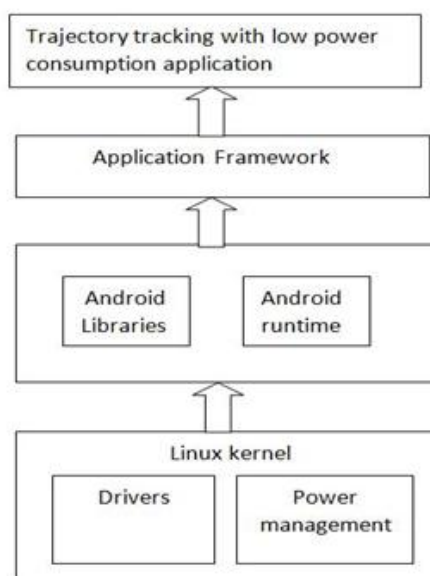 Trajectory tracking with low power
consumption application
Application Framework
Android
Libraries
Android
runtime
Linux kernel
Drivers
Power
management